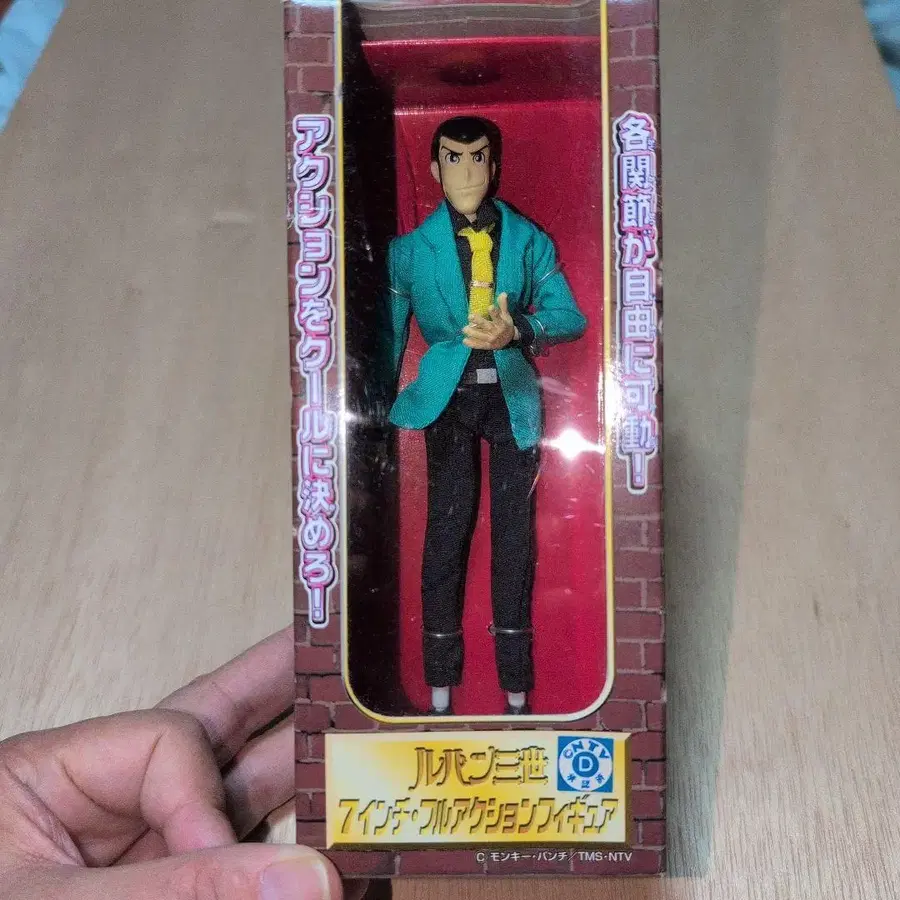 各関節が自由に可動!
アクションをクールに決めろ!
ルパン三世
NTV
D
7インチ・フルアクションフィギュア
C モンキー・パンチ/TMS・NTV